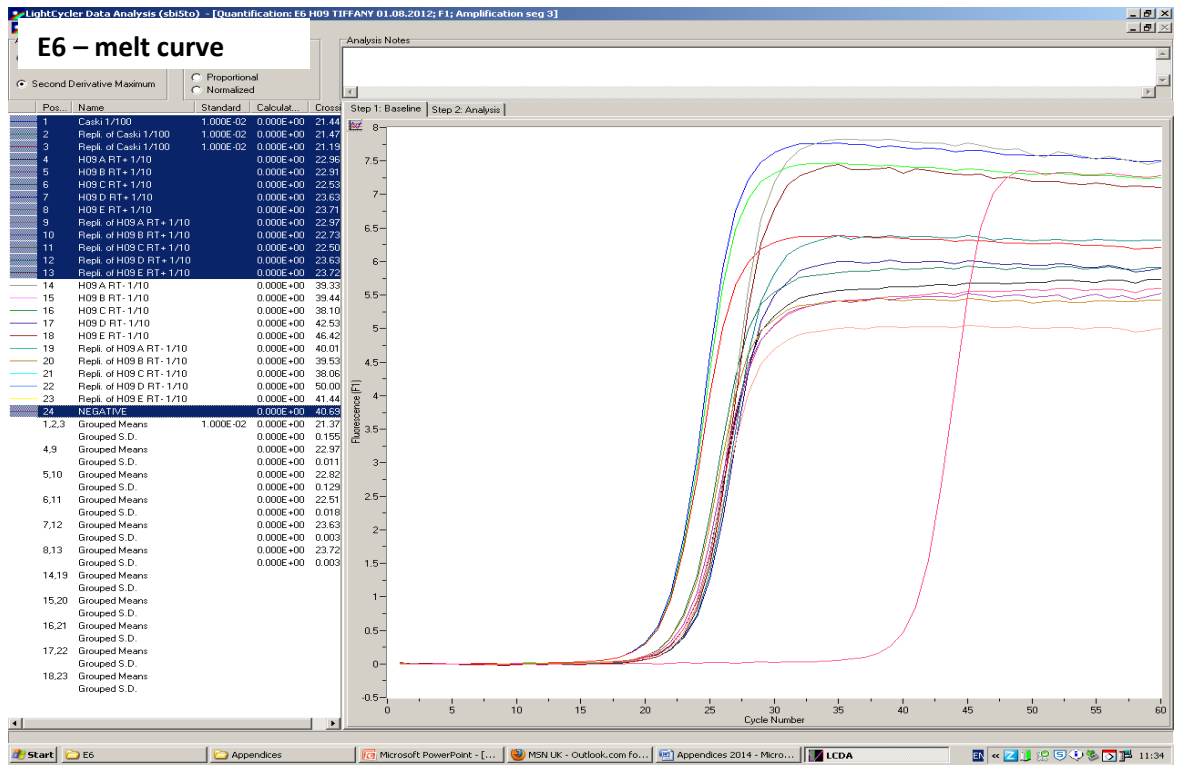 LightCycler Data Analysis (sbi5to) - [Quantification: E6 H09 TIFFANY 01.08.2012; F1; Amplification seg 3]
E6 – melt curve
Second Derivative Maximum
Proportional
Normalized
Analysis Notes
Step 1: Baseline Step 2: Analysis
Pos... Name Standard Calculat... Crossi
1 Caski 1/100 1.000E-02 0.000E+00 21.44
2 Repli. of Caski 1/100 1.000E-02 0.000E+00 21.47
3 Repli. of Caski 1/100 1.000E-02 0.000E+00 21.19
4 H09 A RT+ 1/10 0.000E+00 22.96
5 H09 B RT+ 1/10 0.000E+00 22.91
6 H09 C RT+ 1/10 0.000E+00 22.53
7 H09 D RT+ 1/10 0.000E+00 23.63
8 H09 E RT+ 1/10 0.000E+00 23.71
9 Repli. of H09 A RT+ 1/10 0.000E+00 22.97
10 Repli. of H09 B RT+ 1/10 0.000E+00 22.73
11 Repli. of H09 C RT+ 1/10 0.000E+00 22.50
12 Repli. of H09 D RT+ 1/10 0.000E+00 23.63
13 Repli. of H09 E RT+ 1/10 0.000E+00 23.72
14 H09 A RT- 1/10 0.000E+00 39.33
15 H09 B RT- 1/10 0.000E+00 39.44
16 H09 C RT- 1/10 0.000E+00 38.10
17 H09 D RT- 1/10 0.000E+00 42.53
18 H09 E RT- 1/10 0.000E+00 46.42
19 Repli. of H09 A RT- 1/10 0.000E+00 40.01
20 Repli. of H09 B RT- 1/10 0.000E+00 39.53
21 Repli. of H09 C RT- 1/10 0.000E+00 38.06
22 Repli. of H09 D RT- 1/10 0.000E+00 50.00
23 Repli. of H09 E RT- 1/10 0.000E+00 41.44
24 NEGATIVE 0.000E+00 40.69
1,2,3 Grouped Means 1.000E-02 0.000E+00 21.37
Grouped S.D. 0.000E+00 0.155
4,9 Grouped Means 0.000E+00 22.97
Grouped S.D. 0.000E+00 0.011
5,10 Grouped Means 0.000E+00 22.82
Grouped S.D. 0.000E+00 0.129
6,11 Grouped Means 0.000E+00 22.51
Grouped S.D. 0.000E+00 0.018
7,12 Grouped Means 0.000E+00 23.63
Grouped S.D. 0.000E+00 0.003
8,13 Grouped Means 0.000E+00 23.72
Grouped S.D. 0.000E+00 0.003
14,19 Grouped Means
Grouped S.D.
15,20 Grouped Means
Grouped S.D.
16,21 Grouped Means
Grouped S.D.
17,22 Grouped Means
Grouped S.D.
18,23 Grouped Means
Grouped S.D.
8
7.5
7
6.5
6
5.5
5
4.5
4
3.5
3
2.5
2
1.5
1
0.5
0
-0.5
Fluorescence (F1)
0 5 10 15 20 25 30 35 40 45 50 55 60
Cycle Number
Start E6 Appendices Microsoft PowerPoint - [... MSN UK - Outlook.com fo... Appendices 2014 - Micro... LCDA EN « 11:34